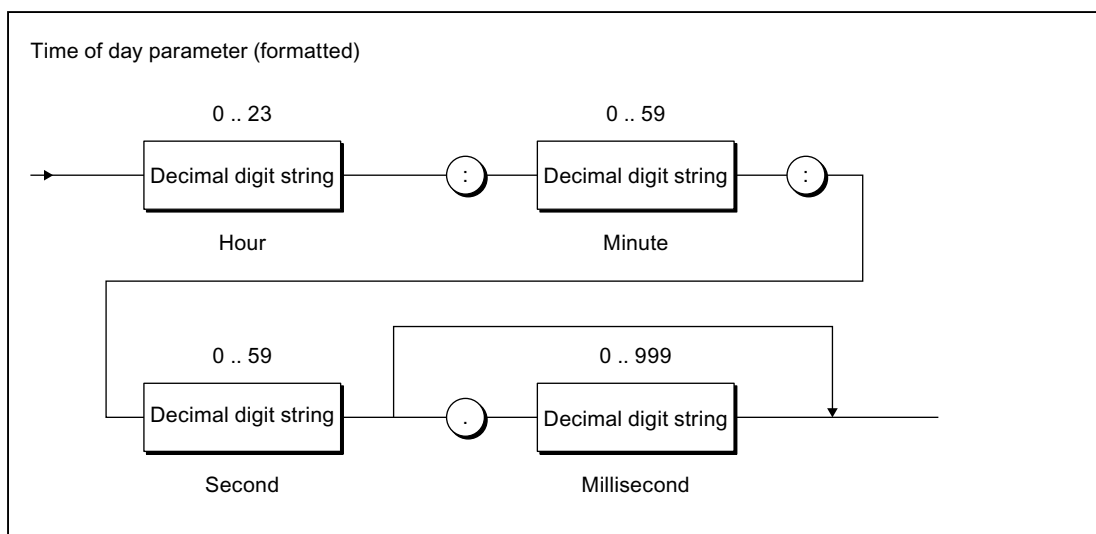 Time of day parameter (formatted)
0 .. 23
0 .. 59
Decimal digit string
:
Decimal digit string
:
Hour
Minute
0 .. 59
0 .. 999
Decimal digit string
.
Decimal digit string
Second
Millisecond